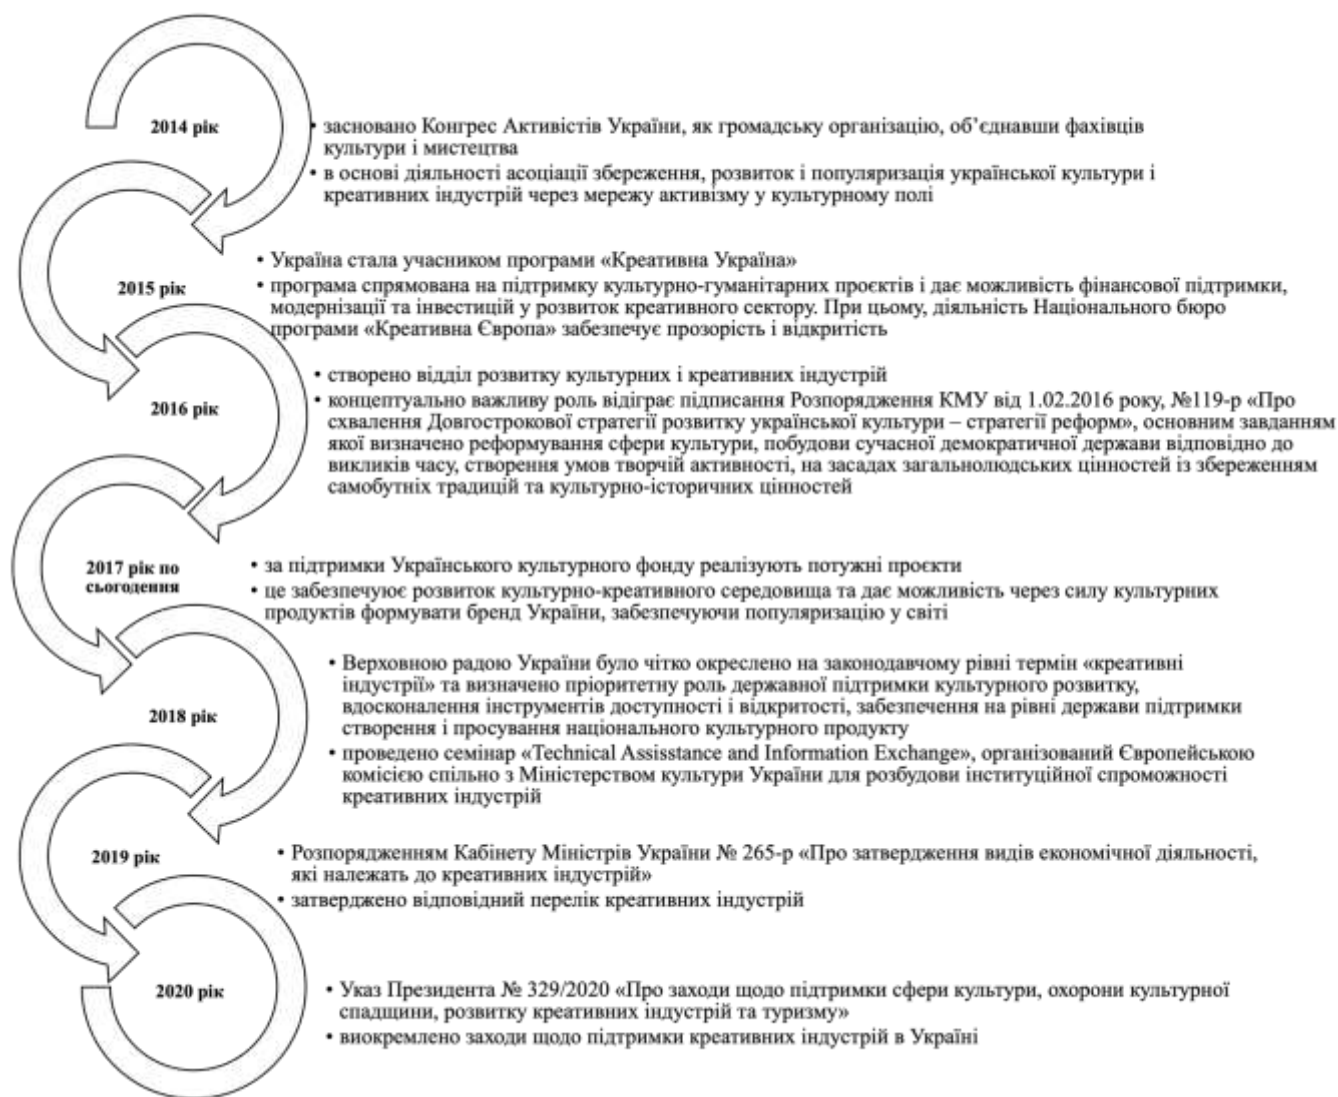 2014 рік
• засновано Конгрес Активістів України, як громадську організацію, об’єднавши фахівців
культури і мистецтва
• в основі діяльності асоціації збереження, розвиток і популяризація української культури і
креативних індустрій через мережу активізму у культурному полі
2015 рік
• Україна стала учасником програми «Креативна Україна»
• програма спрямована на підтримку культурно-гуманітарних проєктів і дає можливість фінансової підтримки,
модернізації та інвестицій у розвиток креативного сектору. При цьому, діяльність Національного бюро
програми «Креативна Європа» забезпечує прозорість і відкритість
2016 рік
• створено відділ розвитку культурних і креативних індустрій
• концептуально важливу роль відіграє підписання Розпорядження КМУ від 1.02.2016 року, №119-р «Про
схвалення Довгострокової стратегії розвитку української культури – стратегії реформ», основним завданням
якої визначено реформування сфери культури, побудови сучасної демократичної держави відповідно до
викликів часу, створення умов творчій активності, на засадах загальнолюдських цінностей із збереженням
самобутніх традицій та культурно-історичних цінностей
2017 рік по
сьогодення
• за підтримки Українського культурного фонду реалізують потужні проєкти
• це забезпечуює розвиток культурно-креативного середовища та дає можливість через силу культурних
продуктів формувати бренд України, забезпечуючи популяризацію у світі
2018 рік
• Верховною радою України було чітко окреслено на законодавчому рівні термін «креативні
індустрії» та визначено пріоритетну роль державної підтримки культурного розвитку,
вдосконалення інструментів доступності і відкритості, забезпечення на рівні держави підтримки
створення і просування національного культурного продукту
• проведено семінар «Technical Assisstance and Information Exchange», організований Європейською
комісією спільно з Міністерством культури України для розбудови інституційної спроможності
креативних індустрій
2019 рік
• Розпорядженням Кабінету Міністрів України № 265-р «Про затвердження видів економічної діяльності,
які належать до креативних індустрій»
• затверджено відповідний перелік креативних індустрій
2020 рік
• Указ Президента № 329/2020 «Про заходи щодо підтримки сфери культури, охорони культурної
спадщини, розвитку креативних індустрій та туризму»
• виокремлено заходи щодо підтримки креативних індустрій в Україні